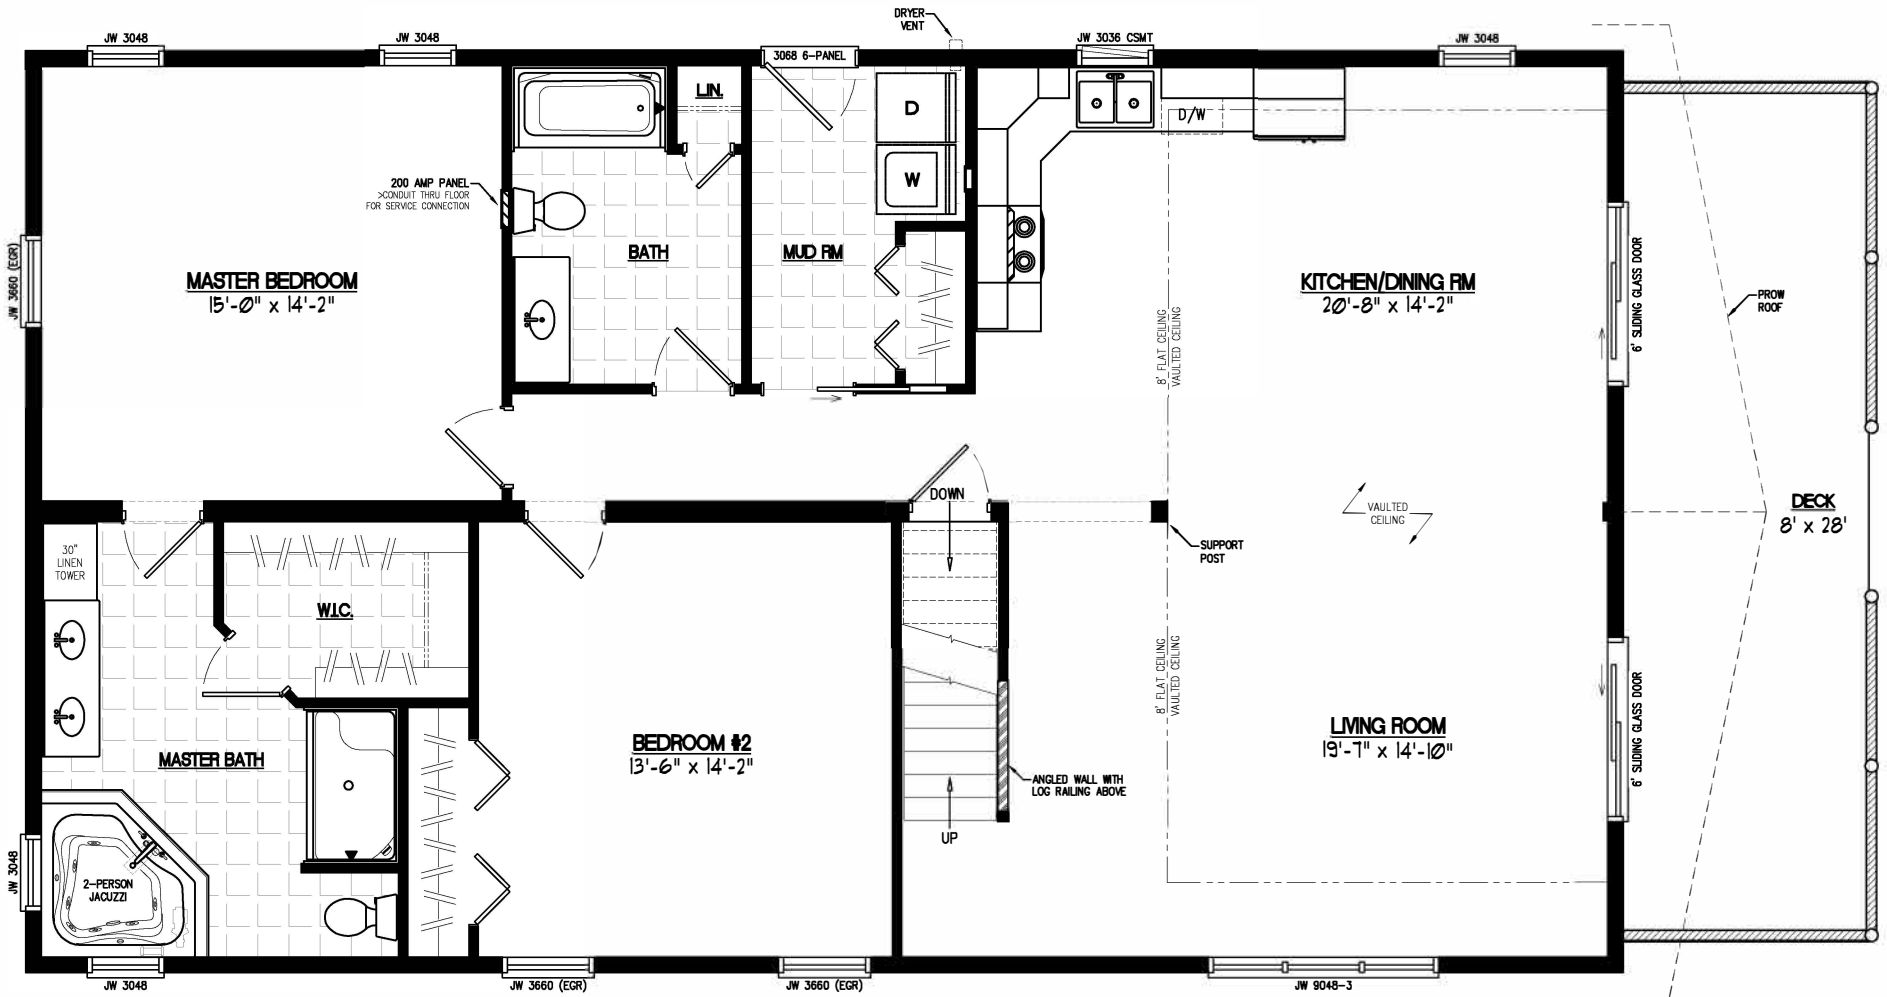 DRYER
VENT
JW 3048
JW 3048
3068 6-PANEL
JW 3036 CSMT
JW 3048
LIN.
D
D/W
W
200 AMP PANEL
>CONDUIT THRU FLOOR
FOR SERVICE CONNECTION
JW 3660 (EGR)
MASTER BEDROOM
15'-0" x 14'-2"
BATH
MUD RM
KITCHEN/DINING RM
20'-8" x 14'-2"
8' FLAT CEILING
VAULTED CEILING
6' SLIDING GLASS DOOR
PROW
ROOF
DOWN
VAULTED
CEILING
DECK
8' x 28'
SUPPORT
POST
30"
LINEN
TOWER
W.I.C.
8' FLAT CEILING
VAULTED CEILING
6' SLIDING GLASS DOOR
MASTER BATH
BEDROOM #2
13'-6" x 14'-2"
LIVING ROOM
19'-7" x 14'-10"
ANGLED WALL WITH
LOG RAILING ABOVE
UP
JW 3048
2-PERSON
JACUZZI
JW 3048
JW 3660 (EGR)
JW 3660 (EGR)
JW 9048-3